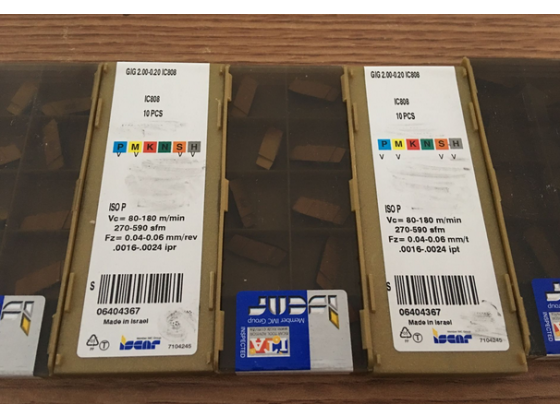 GIG 2.00-0.20 IC808
IC808
10 PCS
P M K N S H
V V V V
ISO P
Vc= 80-180 m/min
270-590 sfm
Fz= 0.04-0.06 mm/rev
.0016-.0024 ipr
S
06404367
Made in Israel
ISCAR
7104245
Member IMC Group
INSPECTED
GIG 2.00-0.20 IC808
IC808
10 PCS
P M K N S H
V V V V
ISO P
Vc= 80-180 m/min
270-590 sfm
Fz= 0.04-0.06 mm/t
.0016-.0024 ipt
S
06404367
Made in Israel
ISCAR
7104245